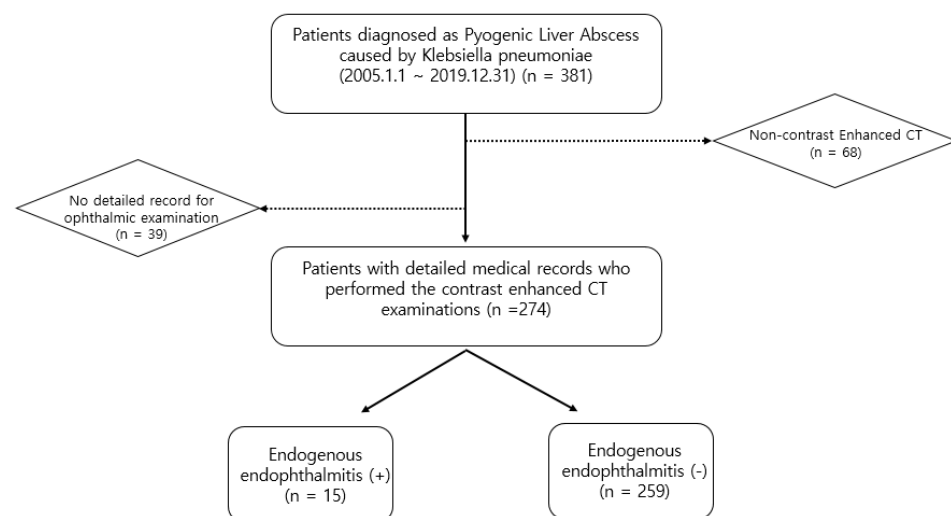 Patients diagnosed as Pyogenic Liver Abscess
caused by Klebsiella pneumoniae
(2005.1.1 ~ 2019.12.31) (n = 381)
Non-contrast Enhanced CT
(n = 68)
No detailed record for
ophthalmic examination
(n = 39)
Patients with detailed medical records who
performed the contrast enhanced CT
examinations (n =274)
Endogenous
endophthalmitis (+)
(n = 15)
Endogenous
endophthalmitis (-)
(n = 259)